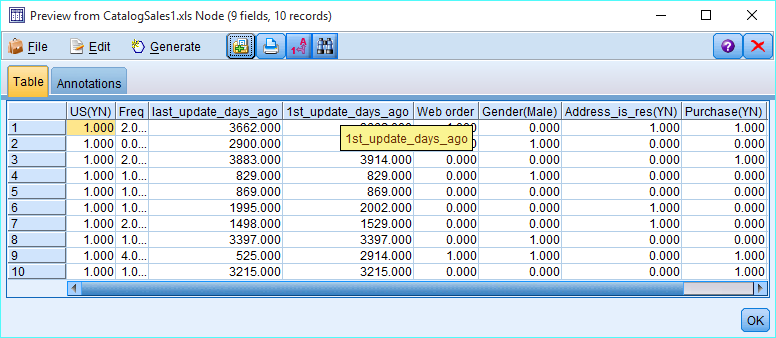 Preview from CatalogSales1.xls Node (9 fields, 10 records)
File Edit Generate
Table Annotations
US(YN) Freq last_update_days_ago 1st_update_days_ago Web order Gender(Male) Address_is_res(YN) Purchase(YN)
1 1.000 2.0... 3662.000 0.000 1.000 1.000
1st_update_days_ago
2 1.000 0.0... 2900.000 1.000 0.000 0.000
3 1.000 2.0... 3883.000 3914.000 0.000 0.000 0.000 1.000
4 1.000 1.0... 829.000 829.000 0.000 1.000 0.000 0.000
5 1.000 1.0... 869.000 869.000 0.000 0.000 0.000 0.000
6 1.000 1.0... 1995.000 2002.000 0.000 0.000 1.000 0.000
7 1.000 2.0... 1498.000 1529.000 0.000 0.000 1.000 0.000
8 1.000 1.0... 3397.000 3397.000 0.000 1.000 0.000 0.000
9 1.000 4.0... 525.000 2914.000 1.000 1.000 0.000 1.000
10 1.000 1.0... 3215.000 3215.000 0.000 0.000 0.000 1.000
OK